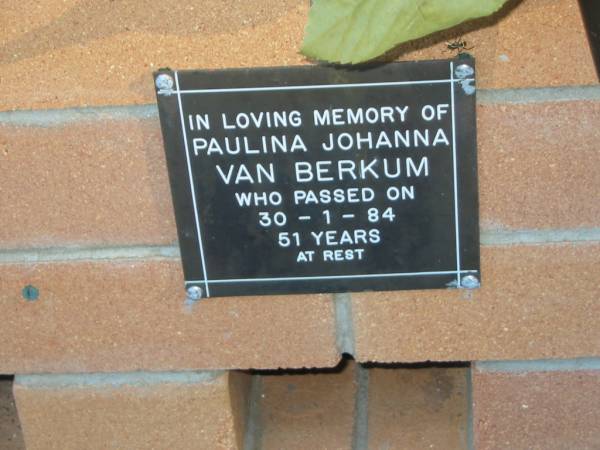 IN LOVING MEMORY OF
PAULINA JOHANNA
VAN BERKUM
WHO PASSED ON
30 - 1 - 84
51 YEARS
AT REST